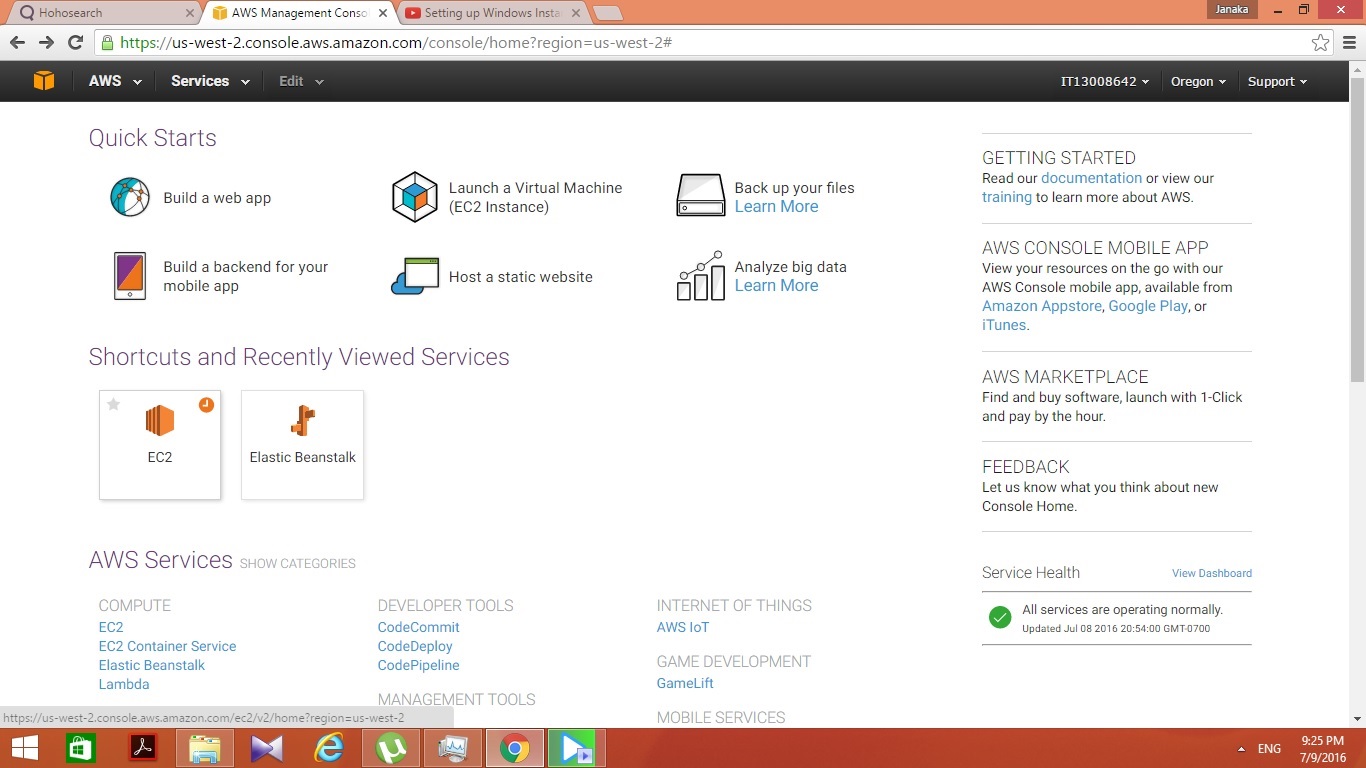 Hohosearch
AWS Management Conso
Setting up Windows Insta
Janaka
https://us-west-2.console.aws.amazon.com/console/home?region=us-west-2#
AWS
Services
Edit
IT13008642
Oregon
Support
Quick Starts
Build a web app
Launch a Virtual Machine
(EC2 Instance)
Back up your files
Learn More
Build a backend for your
mobile app
Host a static website
Analyze big data
Learn More
Shortcuts and Recently Viewed Services
EC2
Elastic Beanstalk
AWS Services SHOW CATEGORIES
COMPUTE
EC2
EC2 Container Service
Elastic Beanstalk
Lambda
DEVELOPER TOOLS
CodeCommit
CodeDeploy
CodePipeline
MANAGEMENT TOOLS
INTERNET OF THINGS
AWS IoT
GAME DEVELOPMENT
GameLift
MOBILE SERVICES
GETTING STARTED
Read our documentation or view our
training to learn more about AWS.
AWS CONSOLE MOBILE APP
View your resources on the go with our
AWS Console mobile app, available from
Amazon Appstore, Google Play, or
iTunes.
AWS MARKETPLACE
Find and buy software, launch with 1-Click
and pay by the hour.
FEEDBACK
Let us know what you think about new
Console Home.
Service Health
View Dashboard
All services are operating normally.
Updated Jul 08 2016 20:54:00 GMT-0700
https://us-west-2.console.aws.amazon.com/ec2/v2/home?region=us-west-2
ENG
9:25 PM
7/9/2016